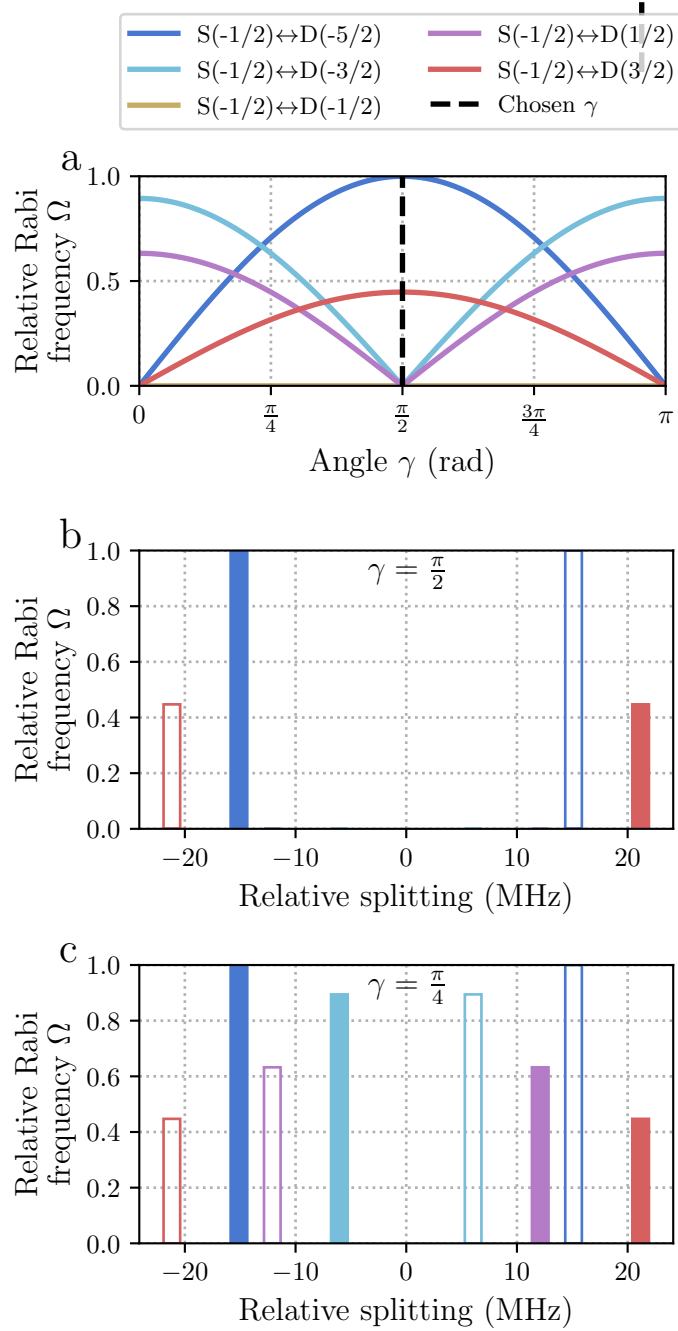 S(-1/2)↔D(-5/2)
S(-1/2)↔D(-3/2)
S(-1/2)↔D(-1/2)
S(-1/2)↔D(1/2)
S(-1/2)↔D(3/2)
Chosen γ
a
Relative Rabi
frequency Ω
1.0
0.5
0.0
0 π/4 π/2 3π/4 π
Angle γ (rad)
b
Relative Rabi
frequency Ω
γ = π/2
1.0
0.8
0.6
0.4
0.2
0.0
−20 −10 0 10 20
Relative splitting (MHz)
c
Relative Rabi
frequency Ω
γ = π/4
1.0
0.8
0.6
0.4
0.2
0.0
−20 −10 0 10 20
Relative splitting (MHz)